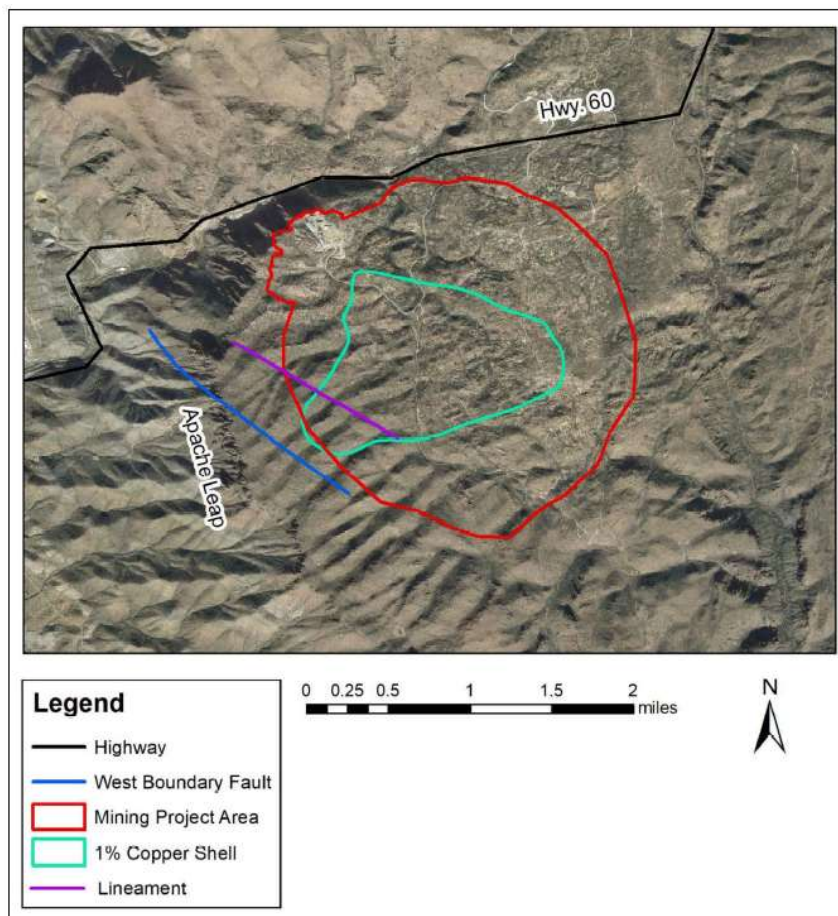 Hwy. 60
Apache Leap
Legend
Highway
West Boundary Fault
Mining Project Area
1% Copper Shell
Lineament
0 0.25 0.5 1 1.5 2
miles
N